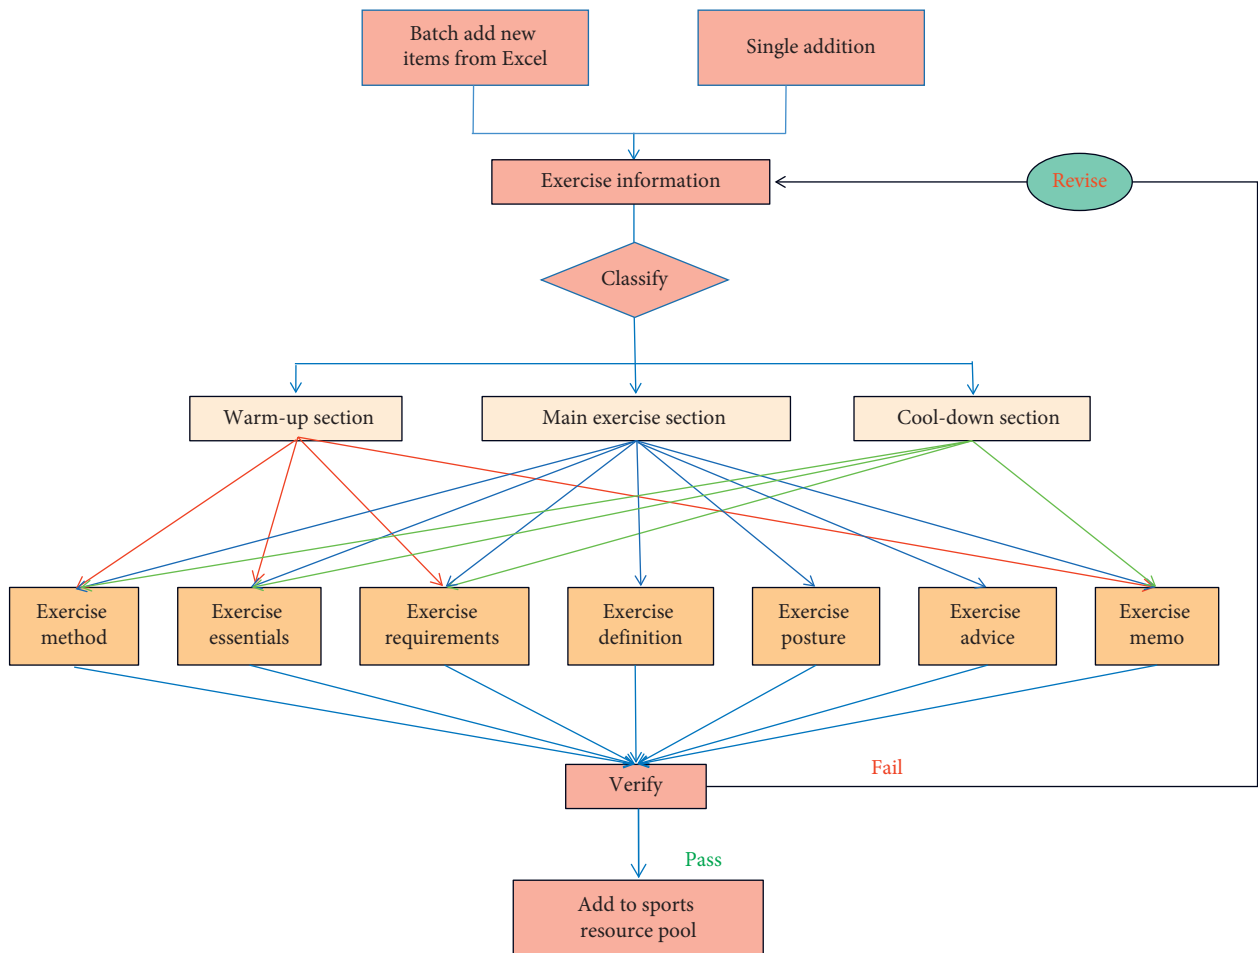 Batch add new
items from Excel
Single addition
Exercise information
Revise
Classify
Warm-up section
Main exercise section
Cool-down section
Exercise
method
Exercise
essentials
Exercise
requirements
Exercise
definition
Exercise
posture
Exercise
advice
Exercise
memo
Verify
Fail
Pass
Add to sports
resource pool